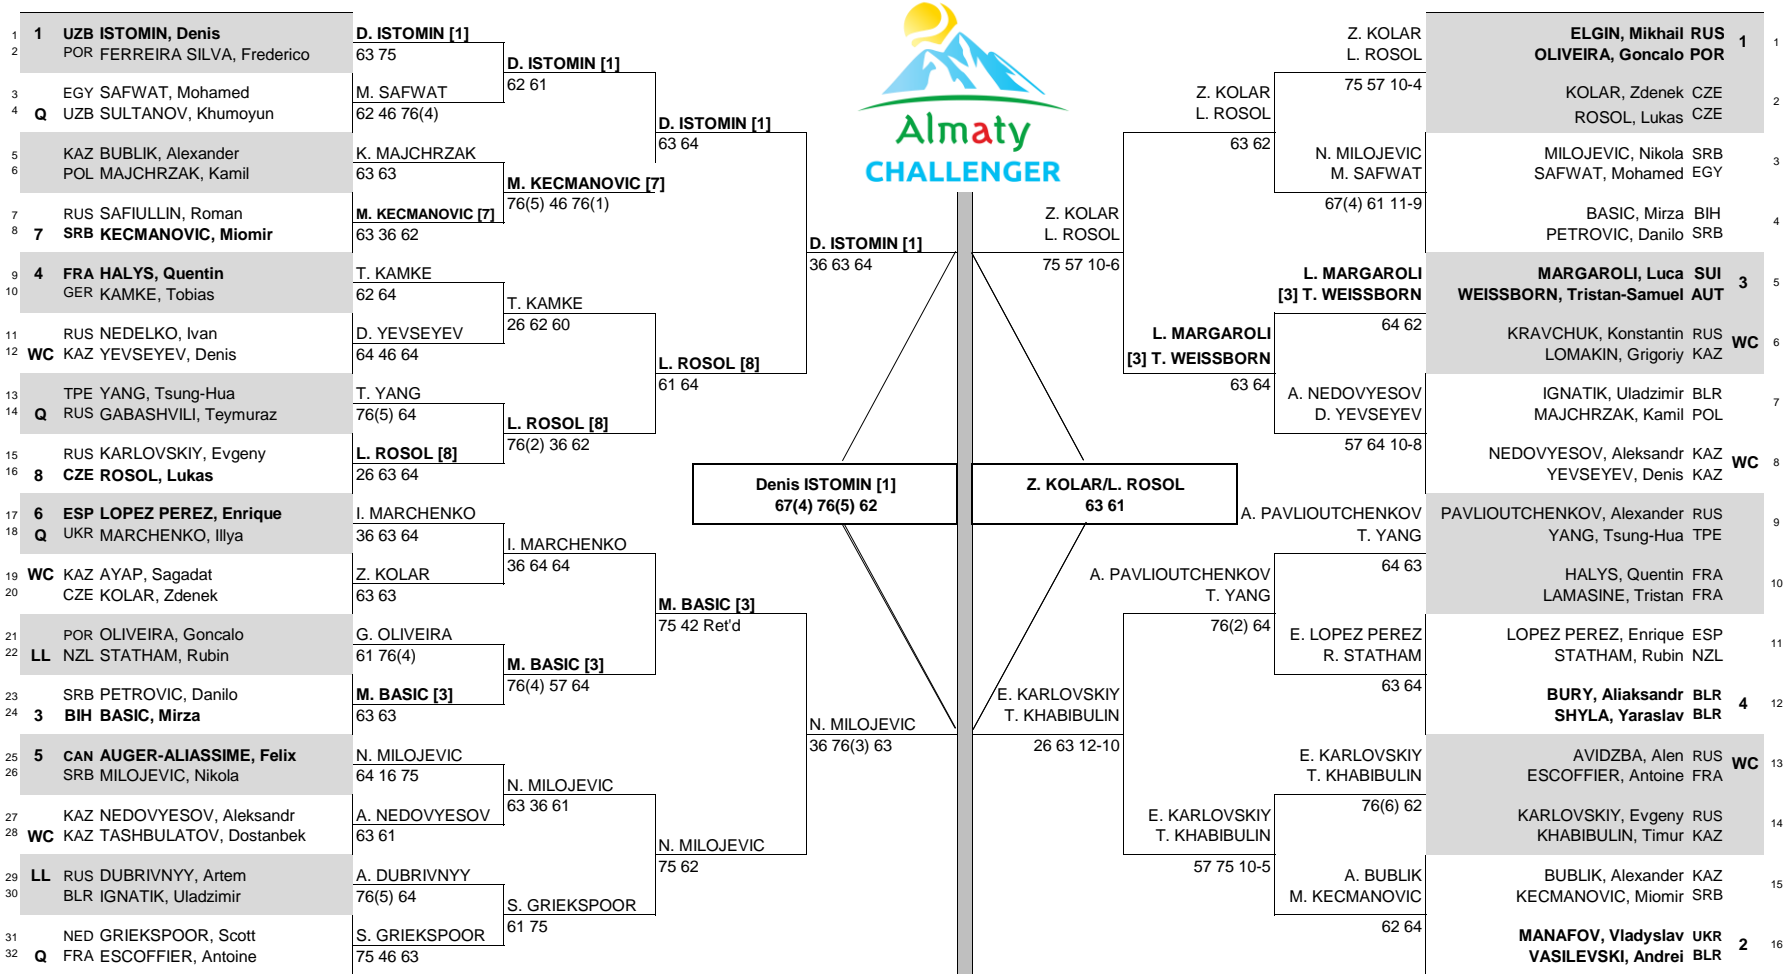 Almaty
CHALLENGER
1 1 UZB ISTOMIN, Denis
2 POR FERREIRA SILVA, Frederico
3 EGY SAFWAT, Mohamed
4 Q UZB SULTANOV, Khumoyun
5 KAZ BUBLIK, Alexander
6 POL MAJCHRZAK, Kamil
7 RUS SAFIULLIN, Roman
8 7 SRB KECMANOVIC, Miomir
9 4 FRA HALYS, Quentin
10 GER KAMKE, Tobias
11 RUS NEDELKO, Ivan
12 WC KAZ YEVSEYEV, Denis
13 TPE YANG, Tsung-Hua
14 Q RUS GABASHVILI, Teymuraz
15 RUS KARLOVSKIY, Evgeny
16 8 CZE ROSOL, Lukas
17 6 ESP LOPEZ PEREZ, Enrique
18 Q UKR MARCHENKO, Illya
19 WC KAZ AYAP, Sagadat
20 CZE KOLAR, Zdenek
21 POR OLIVEIRA, Goncalo
22 LL NZL STATHAM, Rubin
23 SRB PETROVIC, Danilo
24 3 BIH BASIC, Mirza
25 5 CAN AUGER-ALIASSIME, Felix
26 SRB MILOJEVIC, Nikola
27 KAZ NEDOVYESOV, Aleksandr
28 WC KAZ TASHBULATOV, Dostanbek
29 LL RUS DUBRIVNYY, Artem
30 BLR IGNATIK, Uladzimir
31 NED GRIEKSPOOR, Scott
32 Q FRA ESCOFFIER, Antoine
D. ISTOMIN [1]
63 75
M. SAFWAT
62 46 76(4)
K. MAJCHRZAK
63 63
M. KECMANOVIC [7]
63 36 62
T. KAMKE
62 64
D. YEVSEYEV
64 46 64
T. YANG
76(5) 64
L. ROSOL [8]
26 63 64
I. MARCHENKO
36 63 64
Z. KOLAR
63 63
G. OLIVEIRA
61 76(4)
M. BASIC [3]
63 63
N. MILOJEVIC
64 16 75
A. NEDOVYESOV
63 61
A. DUBRIVNYY
76(5) 64
S. GRIEKSPOOR
75 46 63
D. ISTOMIN [1]
62 61
M. KECMANOVIC [7]
76(5) 46 76(1)
T. KAMKE
26 62 60
L. ROSOL [8]
76(2) 36 62
I. MARCHENKO
36 64 64
M. BASIC [3]
76(4) 57 64
N. MILOJEVIC
63 36 61
S. GRIEKSPOOR
61 75
D. ISTOMIN [1]
63 64
L. ROSOL [8]
61 64
M. BASIC [3]
75 42 Ret'd
N. MILOJEVIC
75 62
D. ISTOMIN [1]
36 63 64
N. MILOJEVIC
36 76(3) 63
Denis ISTOMIN [1]
67(4) 76(5) 62
Z. KOLAR/L. ROSOL
63 61
Z. KOLAR
L. ROSOL
75 57 10-6
E. KARLOVSKIY
T. KHABIBULIN
26 63 12-10
Z. KOLAR
L. ROSOL
63 62
L. MARGAROLI
[3] T. WEISSBORN
63 64
A. PAVLIOUTCHENKOV
T. YANG
76(2) 64
E. KARLOVSKIY
T. KHABIBULIN
57 75 10-5
Z. KOLAR
L. ROSOL
75 57 10-4
N. MILOJEVIC
M. SAFWAT
67(4) 61 11-9
L. MARGAROLI
[3] T. WEISSBORN
64 62
A. NEDOVYESOV
D. YEVSEYEV
57 64 10-8
A. PAVLIOUTCHENKOV
T. YANG
64 63
E. LOPEZ PEREZ
R. STATHAM
63 64
E. KARLOVSKIY
T. KHABIBULIN
76(6) 62
A. BUBLIK
M. KECMANOVIC
62 64
ELGIN, Mikhail RUS
OLIVEIRA, Goncalo POR
1 1
KOLAR, Zdenek CZE
ROSOL, Lukas CZE
2
MILOJEVIC, Nikola SRB
SAFWAT, Mohamed EGY
3
BASIC, Mirza BIH
PETROVIC, Danilo SRB
4
MARGAROLI, Luca SUI
WEISSBORN, Tristan-Samuel AUT
3 5
KRAVCHUK, Konstantin RUS
LOMAKIN, Grigoriy KAZ
WC 6
IGNATIK, Uladzimir BLR
MAJCHRZAK, Kamil POL
7
NEDOVYESOV, Aleksandr KAZ
YEVSEYEV, Denis KAZ
WC 8
PAVLIOUTCHENKOV, Alexander RUS
YANG, Tsung-Hua TPE
9
HALYS, Quentin FRA
LAMASINE, Tristan FRA
10
LOPEZ PEREZ, Enrique ESP
STATHAM, Rubin NZL
11
BURY, Aliaksandr BLR
SHYLA, Yaraslav BLR
4 12
AVIDZBA, Alen RUS
ESCOFFIER, Antoine FRA
WC 13
KARLOVSKIY, Evgeny RUS
KHABIBULIN, Timur KAZ
14
BUBLIK, Alexander KAZ
KECMANOVIC, Miomir SRB
15
MANAFOV, Vladyslav UKR
VASILEVSKI, Andrei BLR
2 16